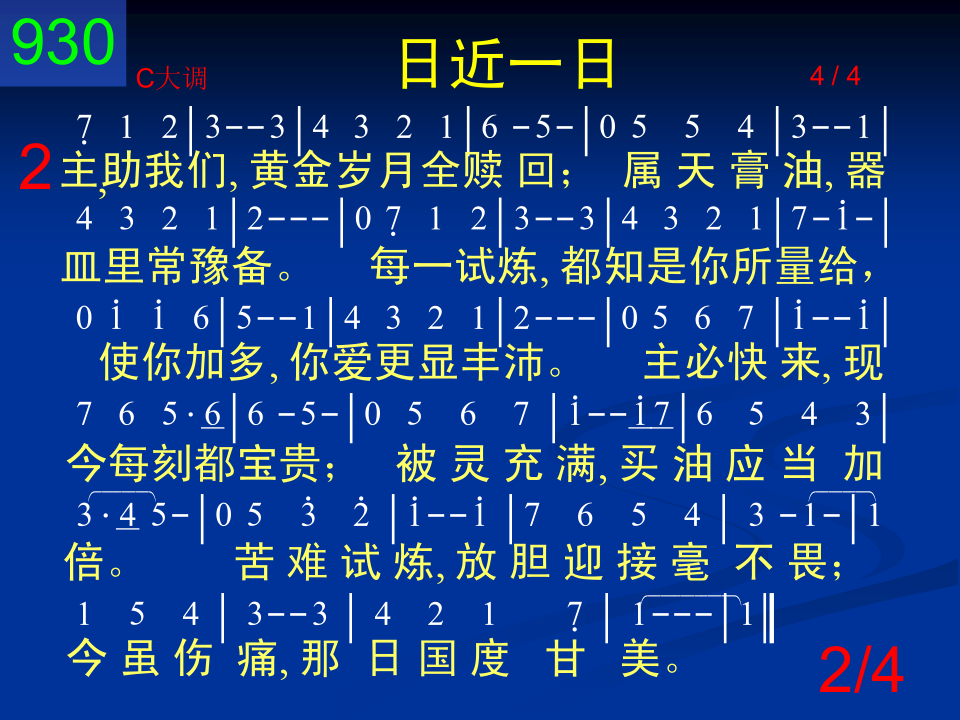 930
日近一日
C大调
4 / 4
2
7̣ 1 2|3--3|4 3 2 1|6 -5-|0 5 5 4|3--1|
主,助我们, 黄金岁月全赎 回; 属 天 膏 油, 器
4 3 2 1|2---|0 7̣ 1 2|3--3|4 3 2 1|7-i-|
皿里常豫备。 每一试炼, 都知是你所量给,
0 i i 6|5--1|4 3 2 1|2---|0 5 6 7 |i--i|
使你加多, 你爱更显丰沛。 主必快 来, 现
7 6 5·6|6 -5-|0 5 6 7 |i--i7|6 5 4 3|
今每刻都宝贵; 被 灵 充 满, 买 油 应 当 加
3·4 5-|0 5 3̇ 2̇ |i--i |7 6 5 4| 3 -1-|1
倍。 苦 难 试 炼, 放 胆 迎 接 毫 不 畏;
1 5 4| 3--3| 4 2 1 7̣| 1---|1‖
今 虽 伤 痛, 那 日 国 度 甘 美。
2/4